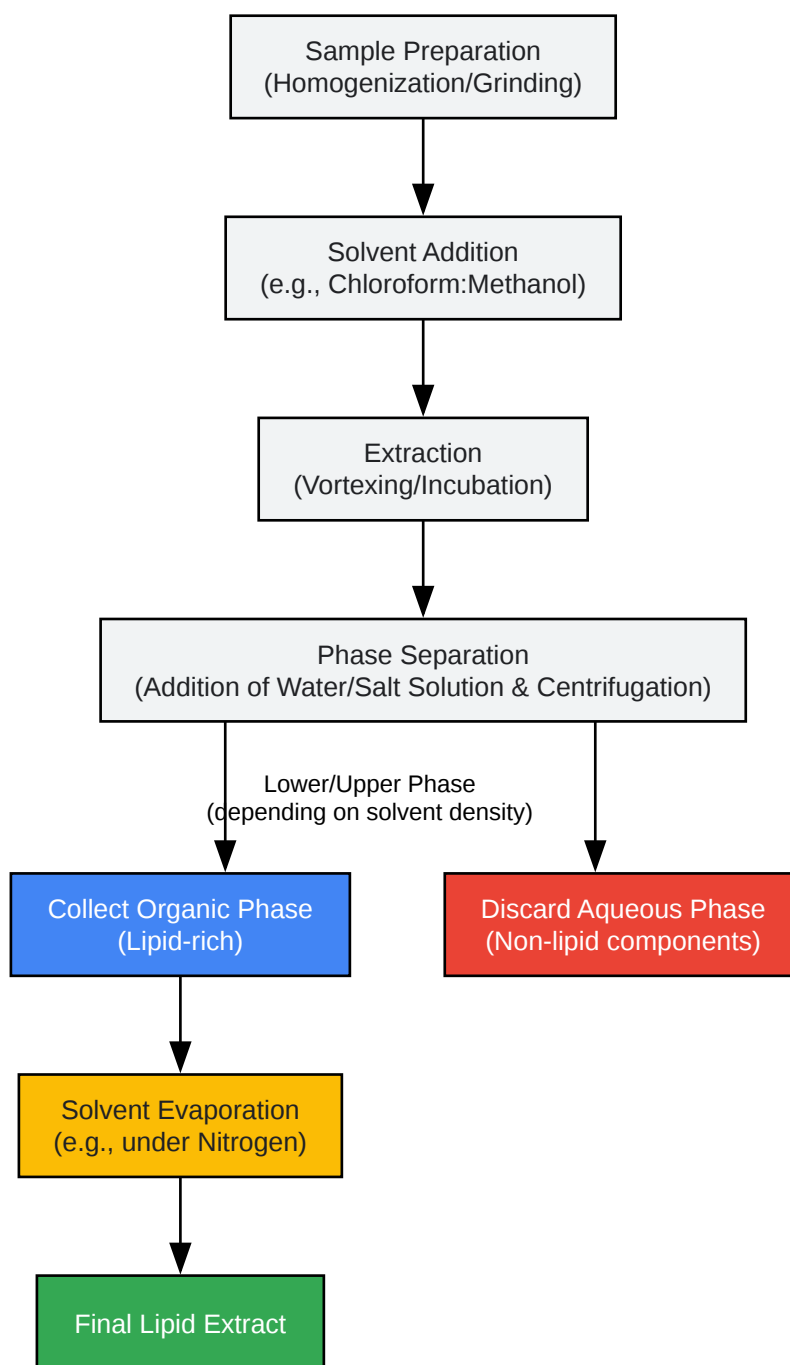 Sample Preparation
(Homogenization/Grinding)
Solvent Addition
(e.g., Chloroform:Methanol)
Extraction
(Vortexing/Incubation)
Phase Separation
(Addition of Water/Salt Solution & Centrifugation)
Lower/Upper Phase
(depending on solvent density)
Collect Organic Phase
(Lipid-rich)
Discard Aqueous Phase
(Non-lipid components)
Solvent Evaporation
(e.g., under Nitrogen)
Final Lipid Extract